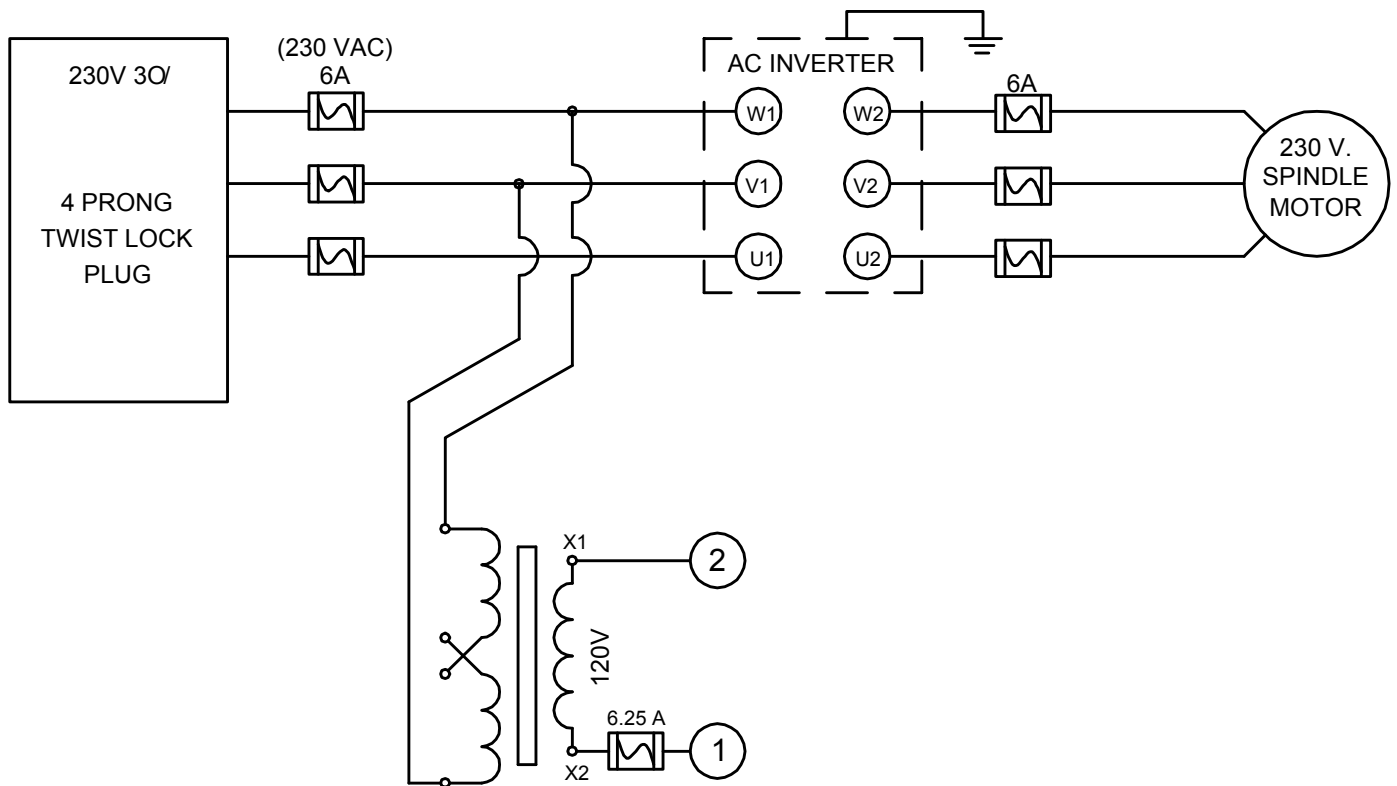 230V 3O/
4 PRONG
TWIST LOCK
PLUG
(230 VAC)
6A
AC INVERTER
W1
W2
V1
V2
U1
U2
6A
230 V.
SPINDLE
MOTOR
X1
2
120V
6.25 A
X2
1